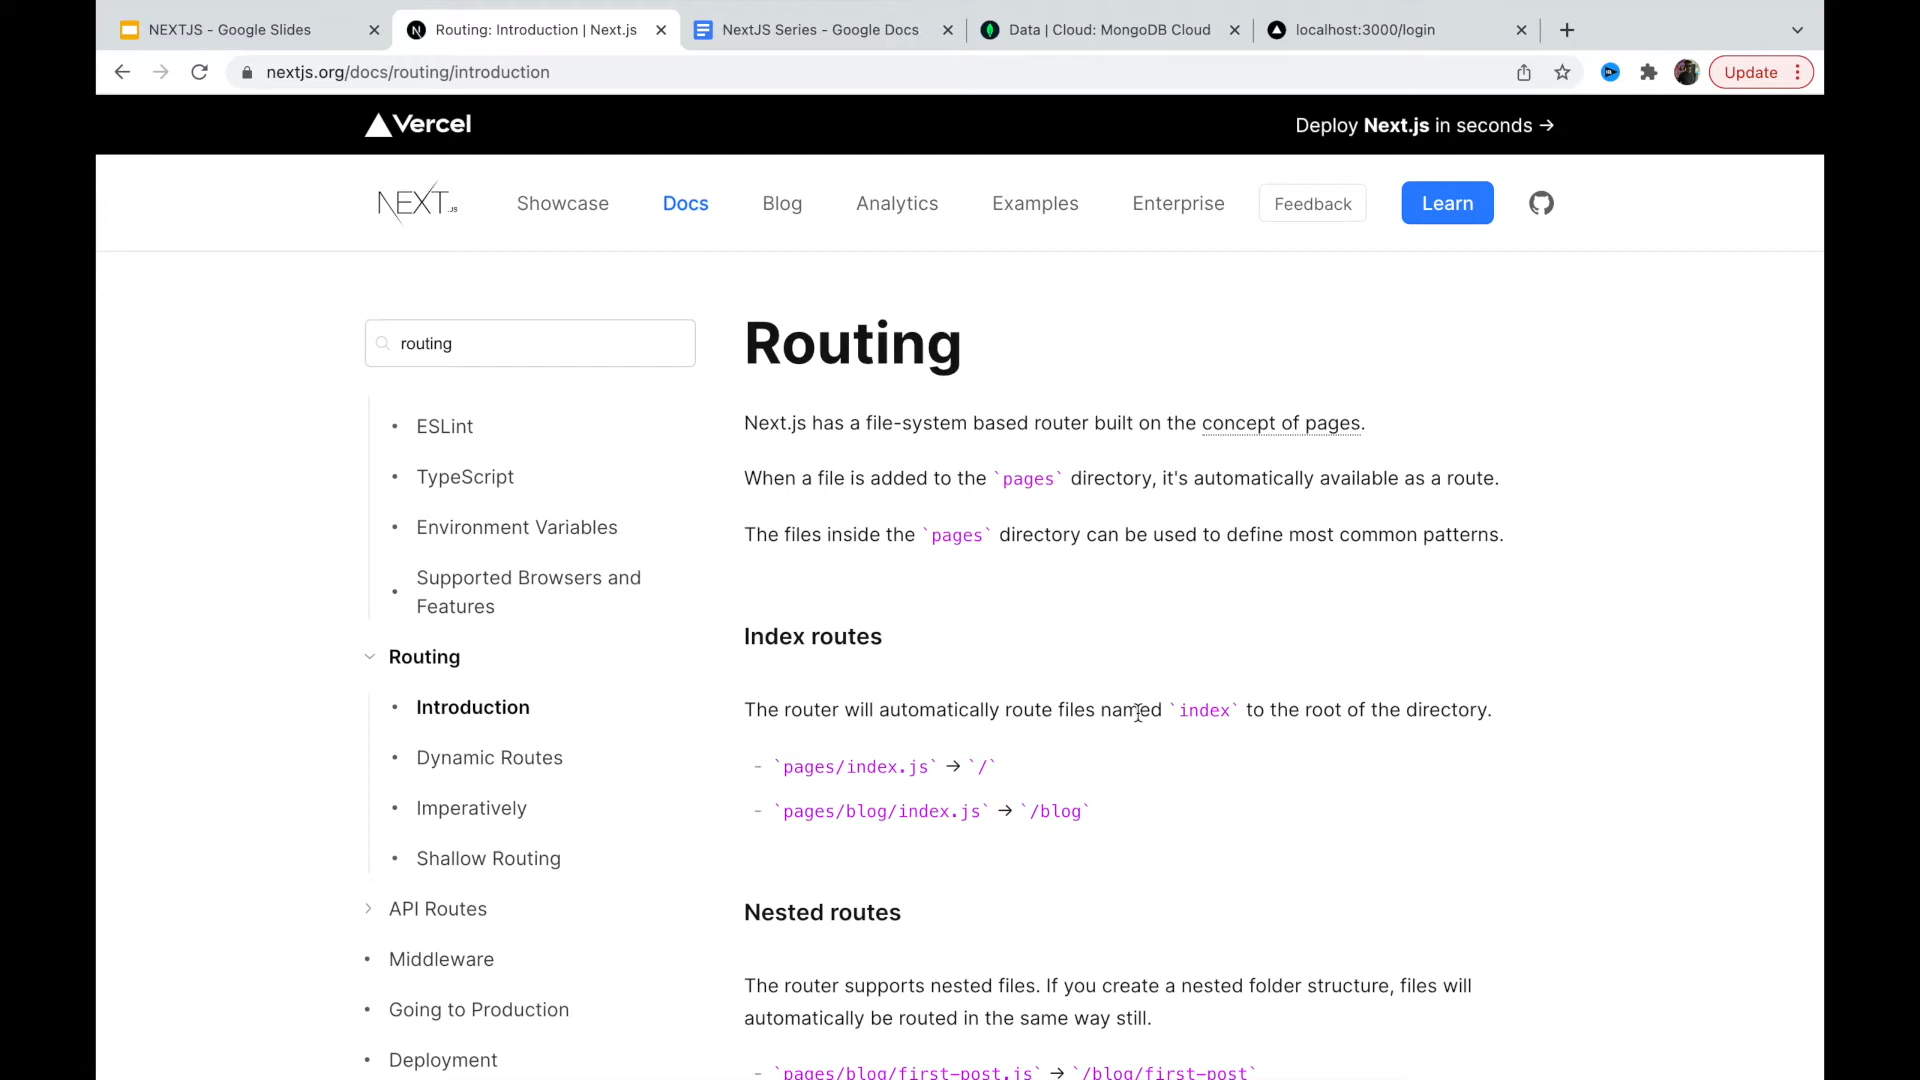 NEXTJS - Google Slides
Routing: Introduction | Next.js
NextJS Series - Google Docs
Data | Cloud: MongoDB Cloud
localhost:3000/login
nextjs.org/docs/routing/introduction
Update
Vercel
Deploy Next.js in seconds →
NEXT.JS
Showcase
Docs
Blog
Analytics
Examples
Enterprise
Feedback
Learn
routing
ESLint
TypeScript
Environment Variables
Supported Browsers and
Features
Routing
Introduction
Dynamic Routes
Imperatively
Shallow Routing
API Routes
Middleware
Going to Production
Deployment
Routing
Next.js has a file-system based router built on the concept of pages.
When a file is added to the `pages` directory, it's automatically available as a route.
The files inside the `pages` directory can be used to define most common patterns.
Index routes
The router will automatically route files named `index` to the root of the directory.
- `pages/index.js` → `/`
- `pages/blog/index.js` → `/blog`
Nested routes
The router supports nested files. If you create a nested folder structure, files will
automatically be routed in the same way still.
- `pages/blog/first-post.js` → `/blog/first-post`